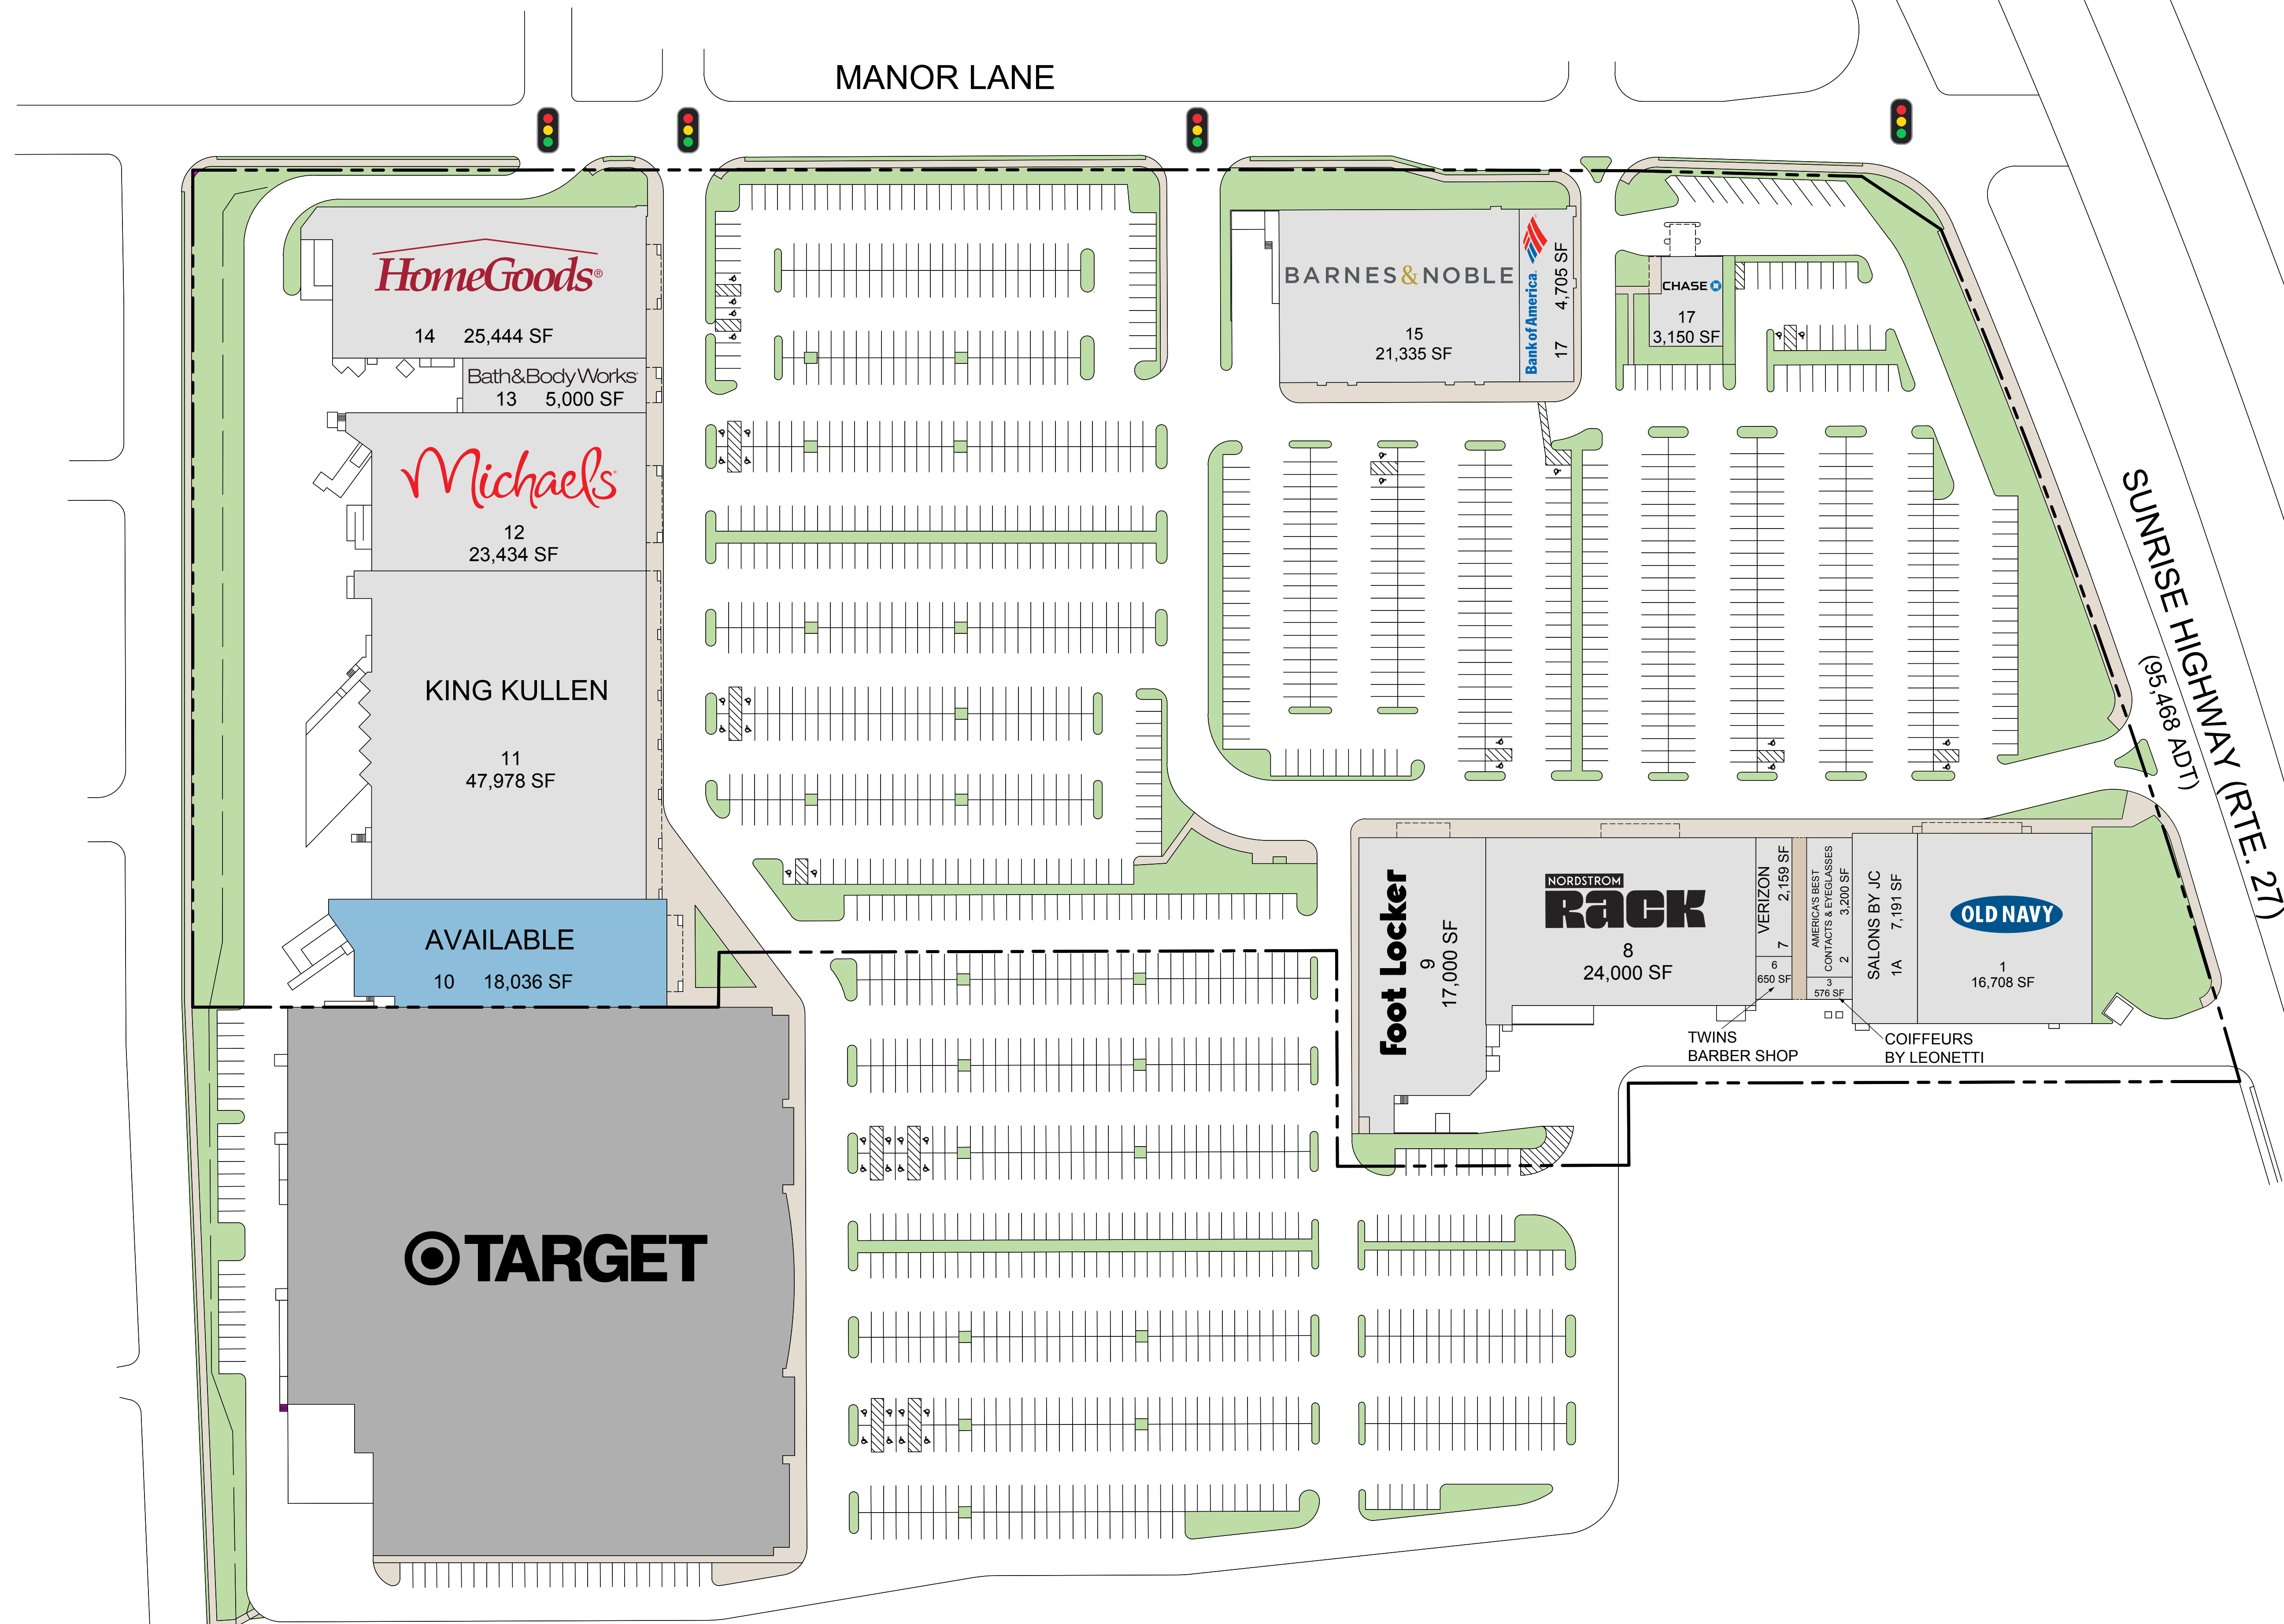 MANOR LANE
HomeGoods®
14 25,444 SF
Bath&BodyWorks
13 5,000 SF
Michaels
12
23,434 SF
KING KULLEN
11
47,978 SF
AVAILABLE
10 18,036 SF
TARGET
BARNES&NOBLE
15
21,335 SF
Bank of America
17 4,705 SF
CHASE
17
3,150 SF
SUNRISE HIGHWAY (RTE. 27)
(95,468 ADT)
Foot Locker
9
17,000 SF
NORDSTROM
Rack
8
24,000 SF
VERIZON
7 2,159 SF
6
650 SF
TWINS
BARBER SHOP
AMERICA'S BEST
CONTACTS & EYEGLASSES
2 3,200 SF
3
576 SF
COIFFEURS
BY LEONETTI
SALONS BY JC
1A 7,191 SF
OLD NAVY
1
16,708 SF